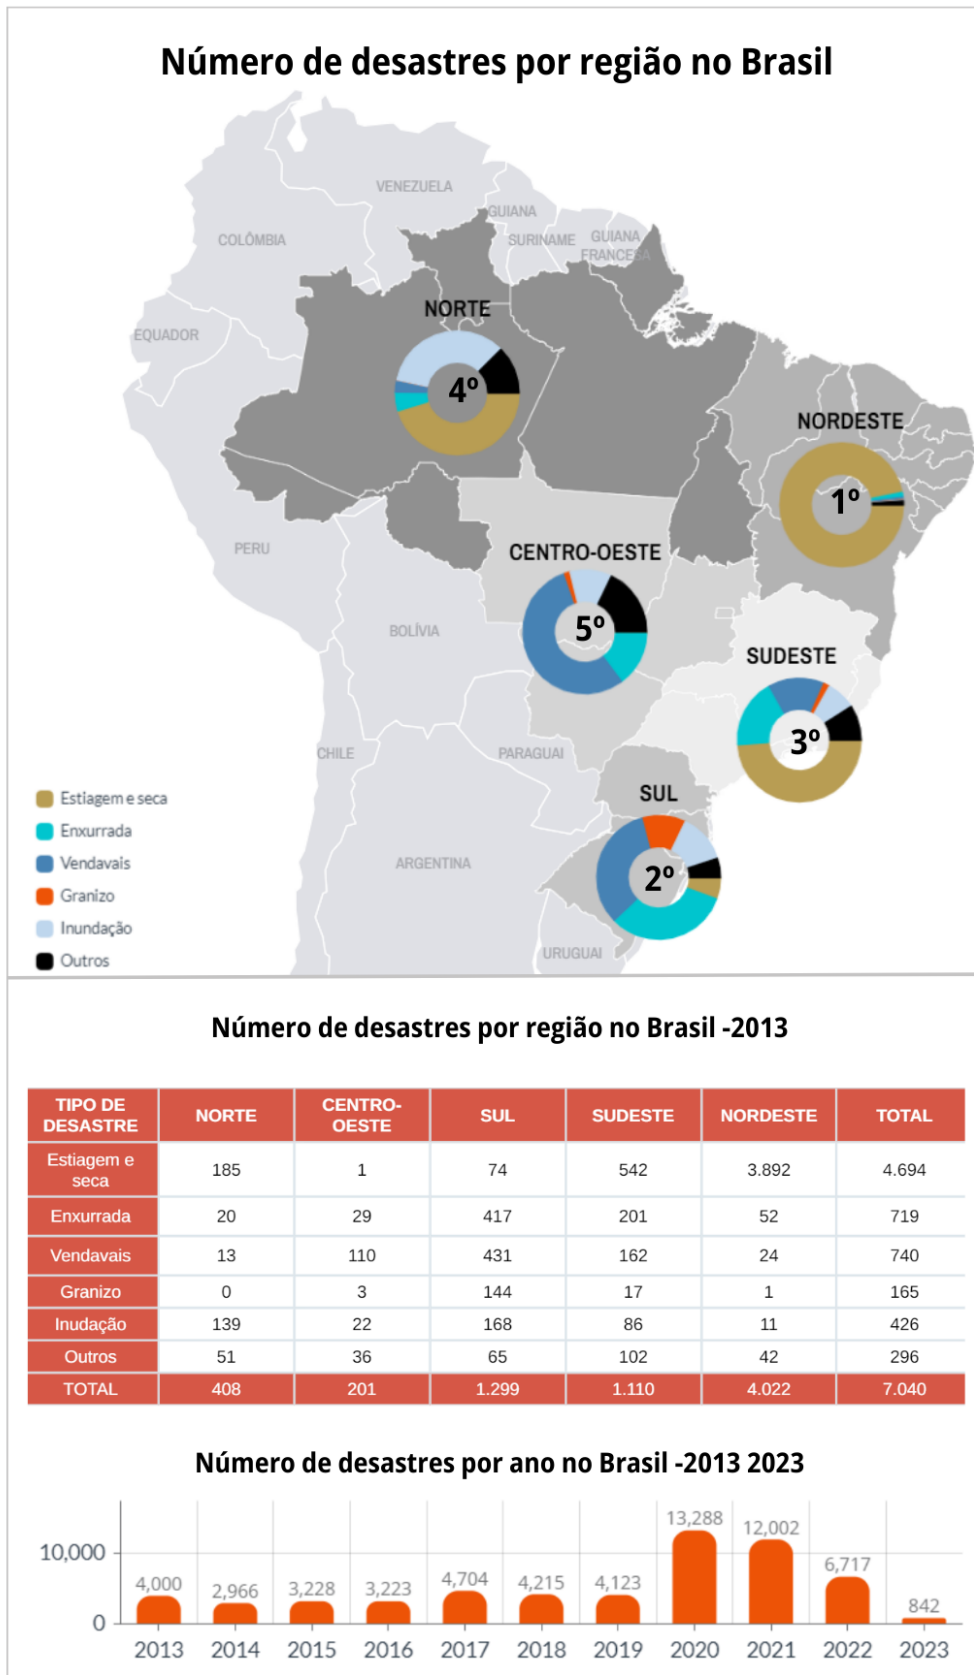 Número de desastres por região no Brasil
VENEZUELA
GUIANA
COLÔMBIA
SURINAME
GUIANA
FRANCESA
NORTE
EQUADOR
4º
NORDESTE
1º
PERU
CENTRO-OESTE
BOLÍVIA
5º
SUDESTE
CHILE
PARAGUAI
3º
SUL
Estiagem e seca
Enxurrada
Vendavais
ARGENTINA
2º
Granizo
Inundação
URUGUAI
Outros
Número de desastres por região no Brasil -2013
TIPO DE DESASTRE NORTE CENTRO-OESTE SUL SUDESTE NORDESTE TOTAL
Estiagem e seca 185 1 74 542 3.892 4.694
Enxurrada 20 29 417 201 52 719
Vendavais 13 110 431 162 24 740
Granizo 0 3 144 17 1 165
Inudação 139 22 168 86 11 426
Outros 51 36 65 102 42 296
TOTAL 408 201 1.299 1.110 4.022 7.040
Número de desastres por ano no Brasil -2013 2023
10,000
0
4,000 2,966 3,228 3,223 4,704 4,215 4,123 13,288 12,002 6,717 842
2013 2014 2015 2016 2017 2018 2019 2020 2021 2022 2023